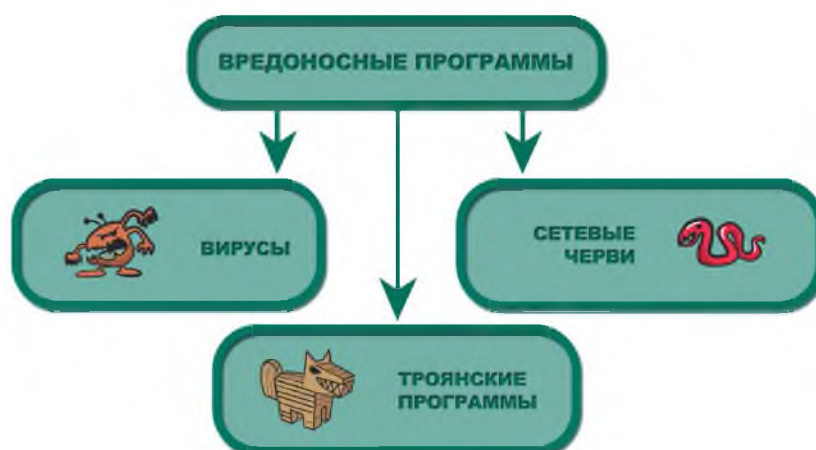 ВРЕДОНОСНЫЕ ПРОГРАММЫ
ВИРУСЫ
СЕТЕВЫЕ
ЧЕРВИ
ТРОЯНСКИЕ
ПРОГРАММЫ